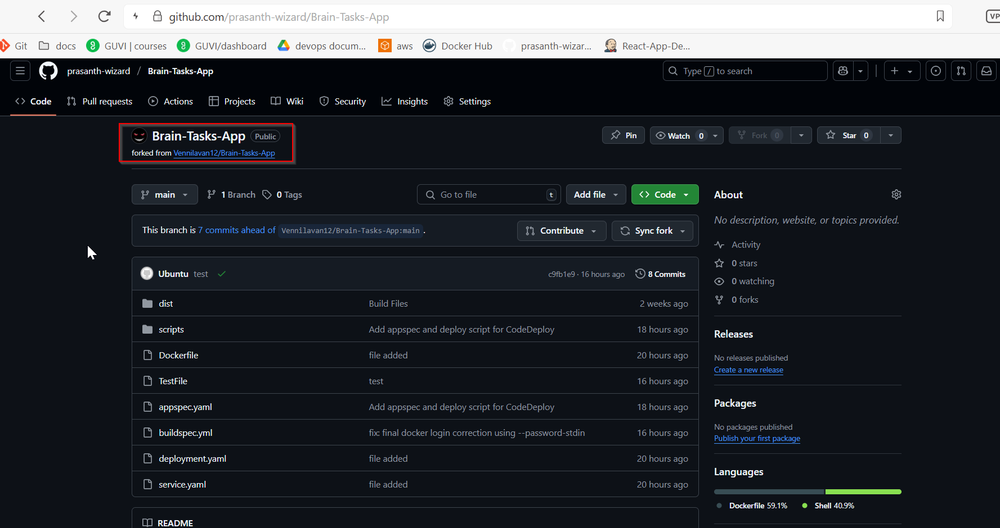 github.com/prasanth-wizard/Brain-Tasks-App
VP
Git docs GUVI | courses GUVI/dashboard devops docum... aws Docker Hub prasanth-wizar... React-App-De...
prasanth-wizard / Brain-Tasks-App
Type / to search
Code Pull requests Actions Projects Wiki Security Insights Settings
Brain-Tasks-App Public
Pin Watch 0 Fork 0 Star 0
forked from Vennilavan12/Brain-Tasks-App
main 1 Branch 0 Tags Go to file t Add file Code
About
No description, website, or topics provided.
This branch is 7 commits ahead of Vennilavan12/Brain-Tasks-App:main .
Contribute Sync fork
Activity
0 stars
0 watching
0 forks
Ubuntu test c9fb1e9 · 16 hours ago 8 Commits
dist Build Files 2 weeks ago
scripts Add appspec and deploy script for CodeDeploy 18 hours ago
Dockerfile file added 20 hours ago
TestFile test 16 hours ago
appspec.yaml Add appspec and deploy script for CodeDeploy 18 hours ago
buildspec.yml fix: final docker login correction using --password-stdin 16 hours ago
deployment.yaml file added 20 hours ago
service.yaml file added 20 hours ago
README
Releases
No releases published
Create a new release
Packages
No packages published
Publish your first package
Languages
Dockerfile 59.1% Shell 40.9%